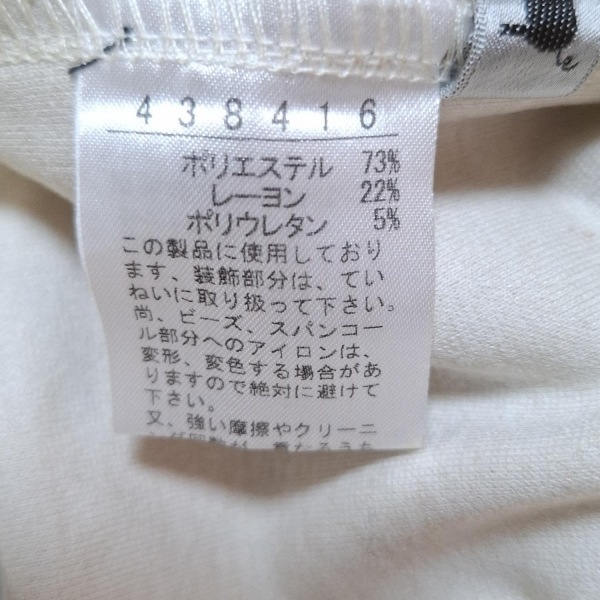 438416
ポリエステル 73%
レーヨン 22%
ポリウレタン 5%
この製品に使用しており
ます、装飾部分は、てい
ねいに取り扱って下さい。
尚、ビーズ、スパンコー
ル部分へのアイロンは、
変形、変色する場合があ
りますので絶対に避けて
下さい。
又、強い摩擦やクリーニ